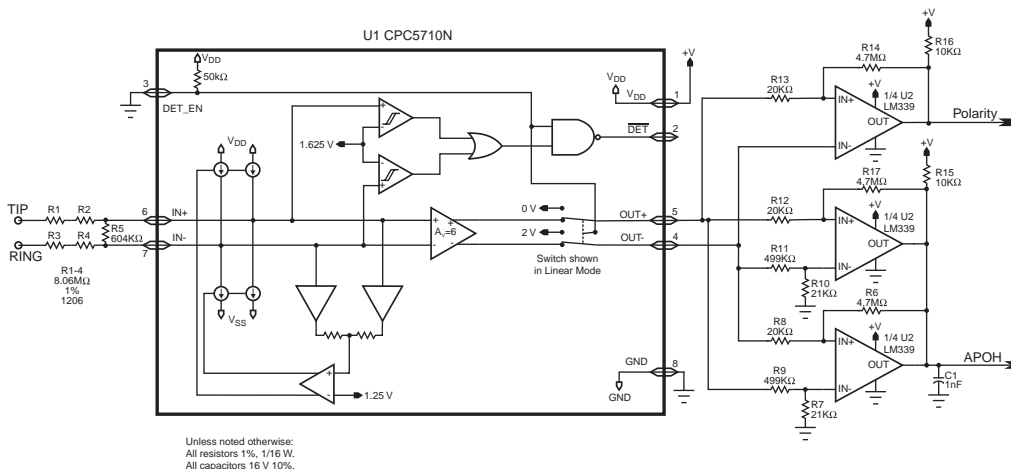 U1 CPC5710N
3
DET_EN
VDD
50kΩ
VDD
1.625 V
+V
VDD
VDD
1
DET
2
TIP
R1
R2
6
IN+
R5
604KΩ
RING
R3
R4
7
IN-
R1-4
8.06MΩ
1%
1206
+
-
-
+
+
-
Av=6
+
-
0 V
2 V
OUT+
5
OUT-
4
Switch shown
in Linear Mode
VSS
+
-
1.25 V
GND
8
GND
+V
R16
10KΩ
R14
4.7MΩ
R13
20KΩ
+V
1/4 U2
LM339
IN+
OUT
IN-
Polarity
+V
R15
10KΩ
R17
4.7MΩ
R12
20KΩ
+V
1/4 U2
LM339
IN+
OUT
IN-
R11
499KΩ
R10
21KΩ
R6
4.7MΩ
R8
20KΩ
+V
1/4 U2
LM339
IN+
OUT
IN-
R9
499KΩ
R7
21KΩ
APOH
C1
1nF
Unless noted otherwise:
All resistors 1%, 1/16 W.
All capacitors 16 V 10%.